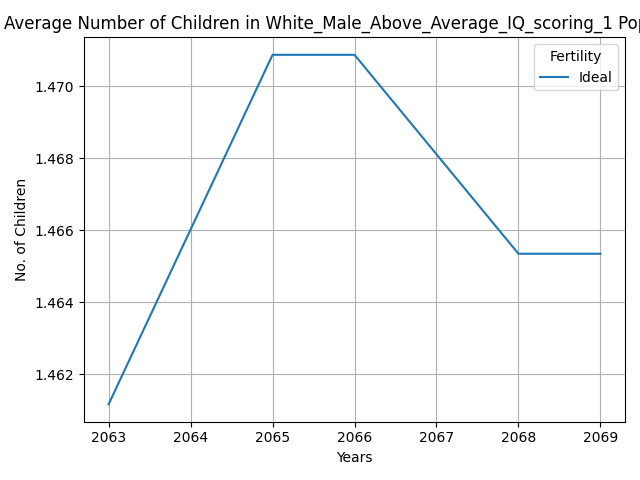 Average Number of Children in White_Male_Above_Average_IQ_scoring_1 Pop
Fertility
Ideal
1.470
1.468
1.466
1.464
1.462
No. of Children
2063 2064 2065 2066 2067 2068 2069
Years